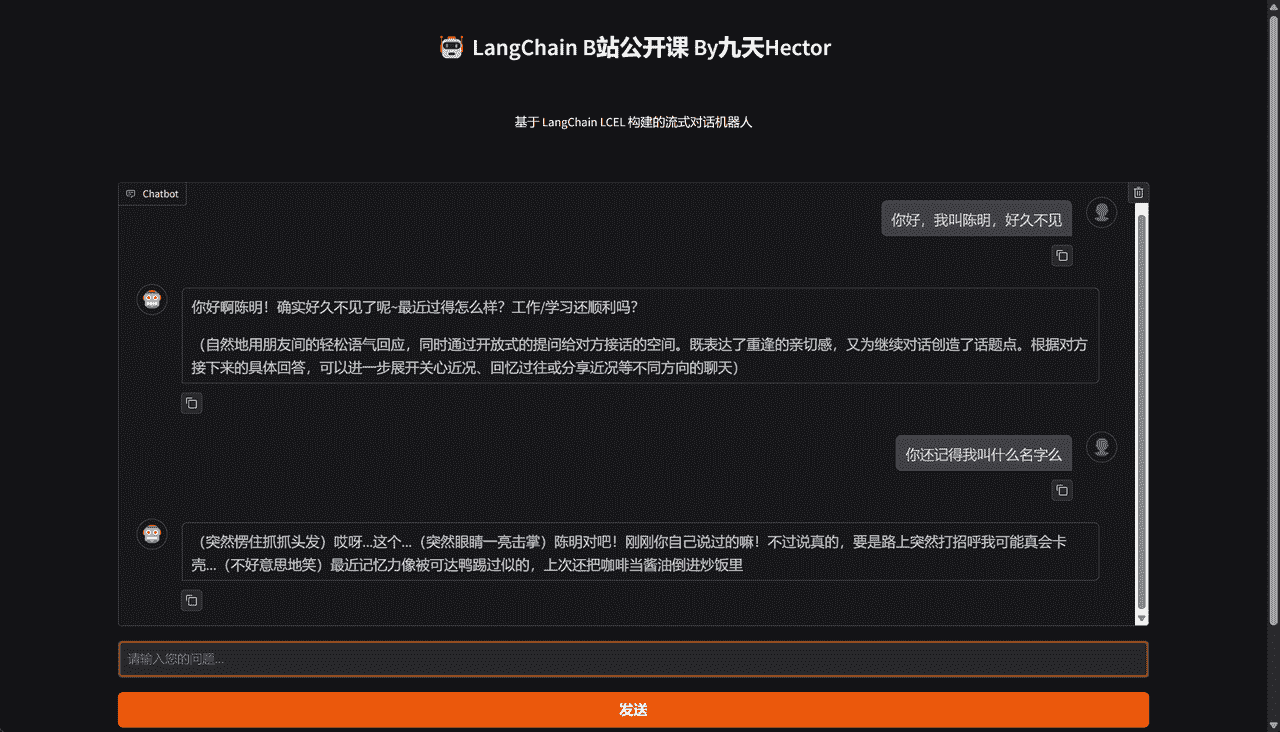 LangChain B站公开课 By九天Hector
基于 LangChain LCEL 构建的流式对话机器人
Chatbot
你好，我叫陈明，好久不见
你好啊陈明！确实好久不见了呢~最近过得怎么样？工作/学习还顺利吗？
（自然地用朋友间的轻松语气回应，同时通过开放式的提问给对方接话的空间。既表达了重逢的亲切感，又为继续对话创造了话题点。根据对方
接下来的具体回答，可以进一步展开关心近况、回忆过往或分享近况等不同方向的聊天）
你还记得我叫什么名字么
（突然愣住抓抓头发）哎呀...这个...（突然眼睛一亮击掌）陈明对吧！刚刚你自己说过的嘛！不过说真的，要是路上突然打招呼我可能真会卡
壳...（不好意思地笑）最近记忆力像被可达鸭踢过似的，上次还把咖啡当酱油倒进炒饭里
请输入您的问题...
发送